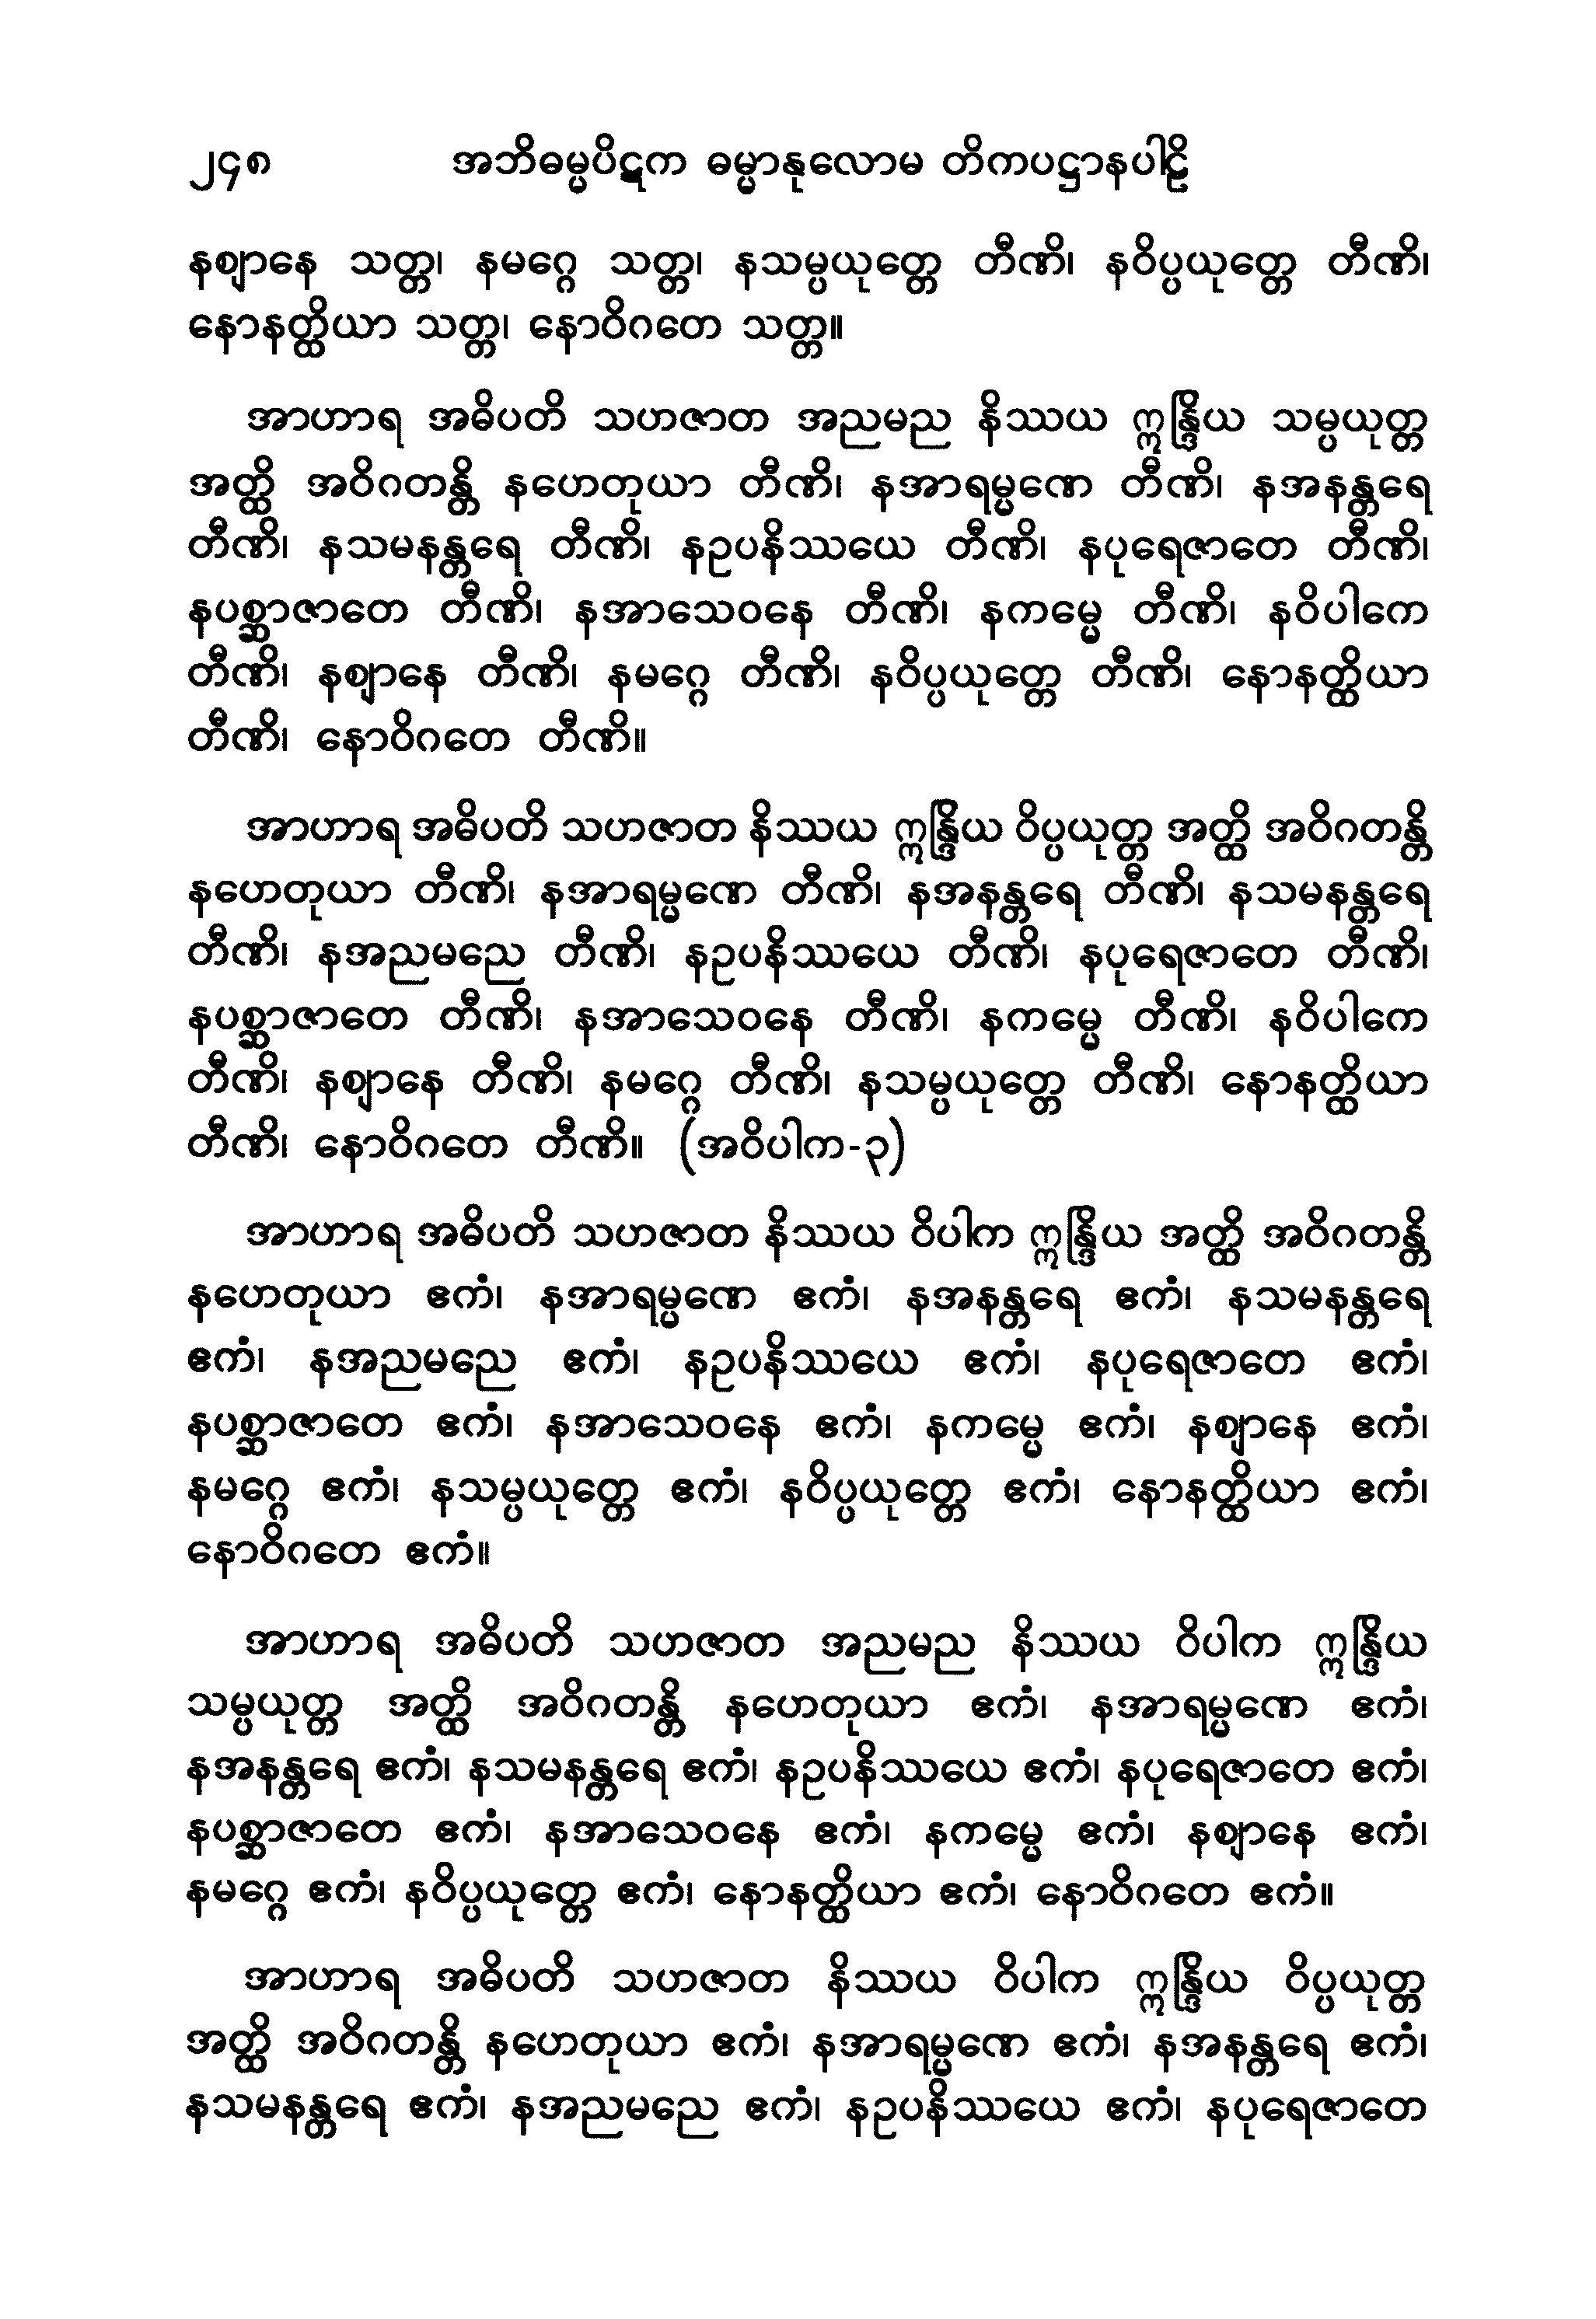 ၂၄၈ အဘိဓမ္မပိဋက ဓမ္မာနုလောမ တိကပဋ္ဌာနပါဠိ
နဈာနေ သတ္တ၊ နမဂ္ဂေ သတ္တ၊ နသမ္ပယုတ္တေ တီဏိ၊ နဝိပ္ပယုတ္တေ တီဏိ၊
နောနတ္ထိယာ သတ္တ၊ နောဝိဂတေ သတ္တ။
အာဟာရ အဓိပတိ သဟဇာတ အညမည နိဿယ ဣန္ဒြိယ သမ္ပယုတ္တ
အတ္ထိ အဝိဂတန္တိ နဟေတုယာ တီဏိ၊ နအာရမ္မဏေ တီဏိ၊ နအနန္တရေ
တီဏိ၊ နသမနန္တရေ တီဏိ၊ နဥပနိဿယေ တီဏိ၊ နပုရေဇာတေ တီဏိ၊
နပစ္ဆာဇာတေ တီဏိ၊ နအာသေဝနေ တီဏိ၊ နကမ္မေ တီဏိ၊ နဝိပါကေ
တီဏိ၊ နဈာနေ တီဏိ၊ နမဂ္ဂေ တီဏိ၊ နဝိပ္ပယုတ္တေ တီဏိ၊ နောနတ္ထိယာ
တီဏိ၊ နောဝိဂတေ တီဏိ။
အာဟာရ အဓိပတိ သဟဇာတ နိဿယ ဣန္ဒြိယ ဝိပ္ပယုတ္တ အတ္ထိ အဝိဂတန္တိ
နဟေတုယာ တီဏိ၊ နအာရမ္မဏေ တီဏိ၊ နအနန္တရေ တီဏိ၊ နသမနန္တရေ
တီဏိ၊ နအညမညေ တီဏိ၊ နဥပနိဿယေ တီဏိ၊ နပုရေဇာတေ တီဏိ၊
နပစ္ဆာဇာတေ တီဏိ၊ နအာသေဝနေ တီဏိ၊ နကမ္မေ တီဏိ၊ နဝိပါကေ
တီဏိ၊ နဈာနေ တီဏိ၊ နမဂ္ဂေ တီဏိ၊ နသမ္ပယုတ္တေ တီဏိ၊ နောနတ္ထိယာ
တီဏိ၊ နောဝိဂတေ တီဏိ။ (အဝိပါက-၃)
အာဟာရ အဓိပတိ သဟဇာတ နိဿယ ဝိပါက ဣန္ဒြိယ အတ္ထိ အဝိဂတန္တိ
နဟေတုယာ ဧကံ၊ နအာရမ္မဏေ ဧကံ၊ နအနန္တရေ ဧကံ၊ နသမနန္တရေ
ဧကံ၊ နအညမညေ ဧကံ၊ နဥပနိဿယေ ဧကံ၊ နပုရေဇာတေ ဧကံ၊
နပစ္ဆာဇာတေ ဧကံ၊ နအာသေဝနေ ဧကံ၊ နကမ္မေ ဧကံ၊ နဈာနေ ဧကံ၊
နမဂ္ဂေ ဧကံ၊ နသမ္ပယုတ္တေ ဧကံ၊ နဝိပ္ပယုတ္တေ ဧကံ၊ နောနတ္ထိယာ ဧကံ၊
နောဝိဂတေ ဧကံ။
အာဟာရ အဓိပတိ သဟဇာတ အညမည နိဿယ ဝိပါက ဣန္ဒြိယ
သမ္ပယုတ္တ အတ္ထိ အဝိဂတန္တိ နဟေတုယာ ဧကံ၊ နအာရမ္မဏေ ဧကံ၊
နအနန္တရေ ဧကံ၊ နသမနန္တရေ ဧကံ၊ နဥပနိဿယေ ဧကံ၊ နပုရေဇာတေ ဧကံ၊
နပစ္ဆာဇာတေ ဧကံ၊ နအာသေဝနေ ဧကံ၊ နကမ္မေ ဧကံ၊ နဈာနေ ဧကံ၊
နမဂ္ဂေ ဧကံ၊ နဝိပ္ပယုတ္တေ ဧကံ၊ နောနတ္ထိယာ ဧကံ၊ နောဝိဂတေ ဧကံ။
အာဟာရ အဓိပတိ သဟဇာတ နိဿယ ဝိပါက ဣန္ဒြိယ ဝိပ္ပယုတ္တ
အတ္ထိ အဝိဂတန္တိ နဟေတုယာ ဧကံ၊ နအာရမ္မဏေ ဧကံ၊ နအနန္တရေ ဧကံ၊
နသမနန္တရေ ဧကံ၊ နအညမညေ ဧကံ၊ နဥပနိဿယေ ဧကံ၊ နပုရေဇာတေ